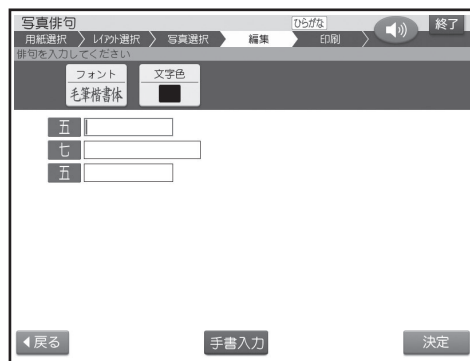 写真俳句
ひらがな
終了
用紙選択 レイアウト選択 写真選択 編集 印刷
俳句を入力してください
フォント
毛筆楷書体
文字色
五
七
五
戻る
手書入力
決定